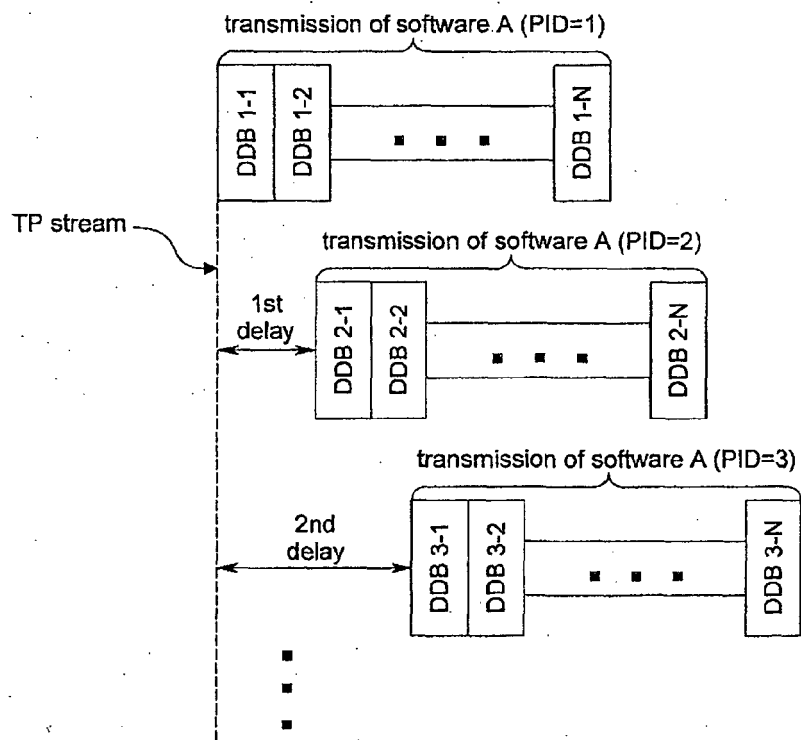 transmission of software A (PID=1)
DDB 1-1
DDB 1-2
DDB 1-N
TP stream
transmission of software A (PID=2)
1st
delay
DDB 2-1
DDB 2-2
DDB 2-N
transmission of software A (PID=3)
2nd
delay
DDB 3-1
DDB 3-2
DDB 3-N